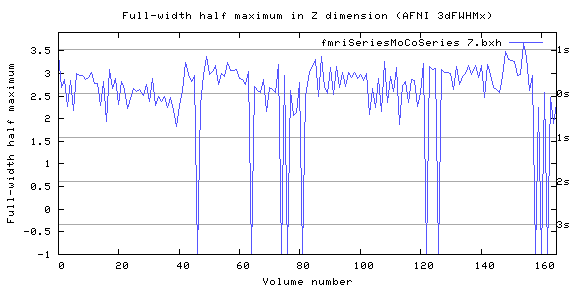 Full-width half maximum in Z dimension (AFNI 3dFWHMx)
fmriSeriesMoCoSeries 7.bxh
Full-width half maximum
3.5
3
2.5
2
1.5
1
0.5
0
-0.5
-1
1s
0s
1s
2s
3s
0 20 40 60 80 100 120 140 160
Volume number